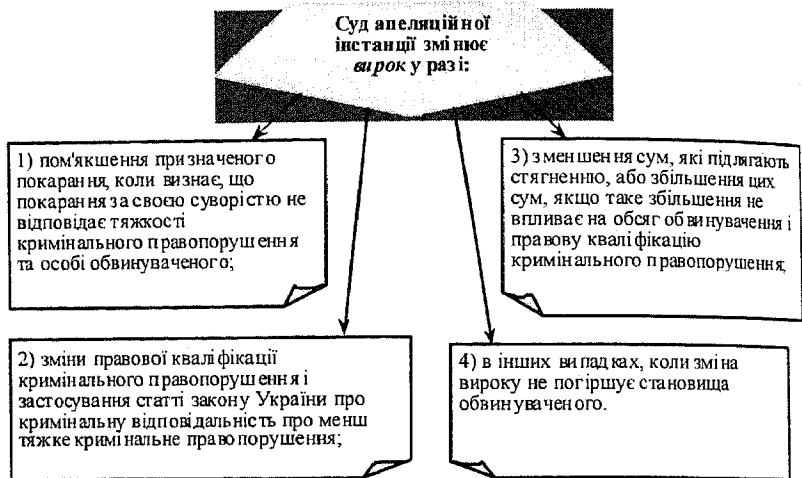 Суд апеляційної
інстанції змінює
вирок у разі:
1) пом'якшення призначеного
покарання, коли визнає, що
покарання за своєю суворістю не
відповідає тяжкості
кримінального правопорушення
та особі обвинуваченого;
2) зміни правової кваліфікації
кримінального правопорушення і
застосування статті закону України про
кримінальну відповідальність про менш
тяжке кримінальне правопорушення;
3) зменшення сум, які підлягають
стягненню, або збільшення цих
сум, якщо таке збільшення не
впливає на обсяг обвинувачення і
правову кваліфікацію
кримінального правопорушення;
4) в інших випадках, коли зміна
вироку не погіршує становища
обвинуваченого.